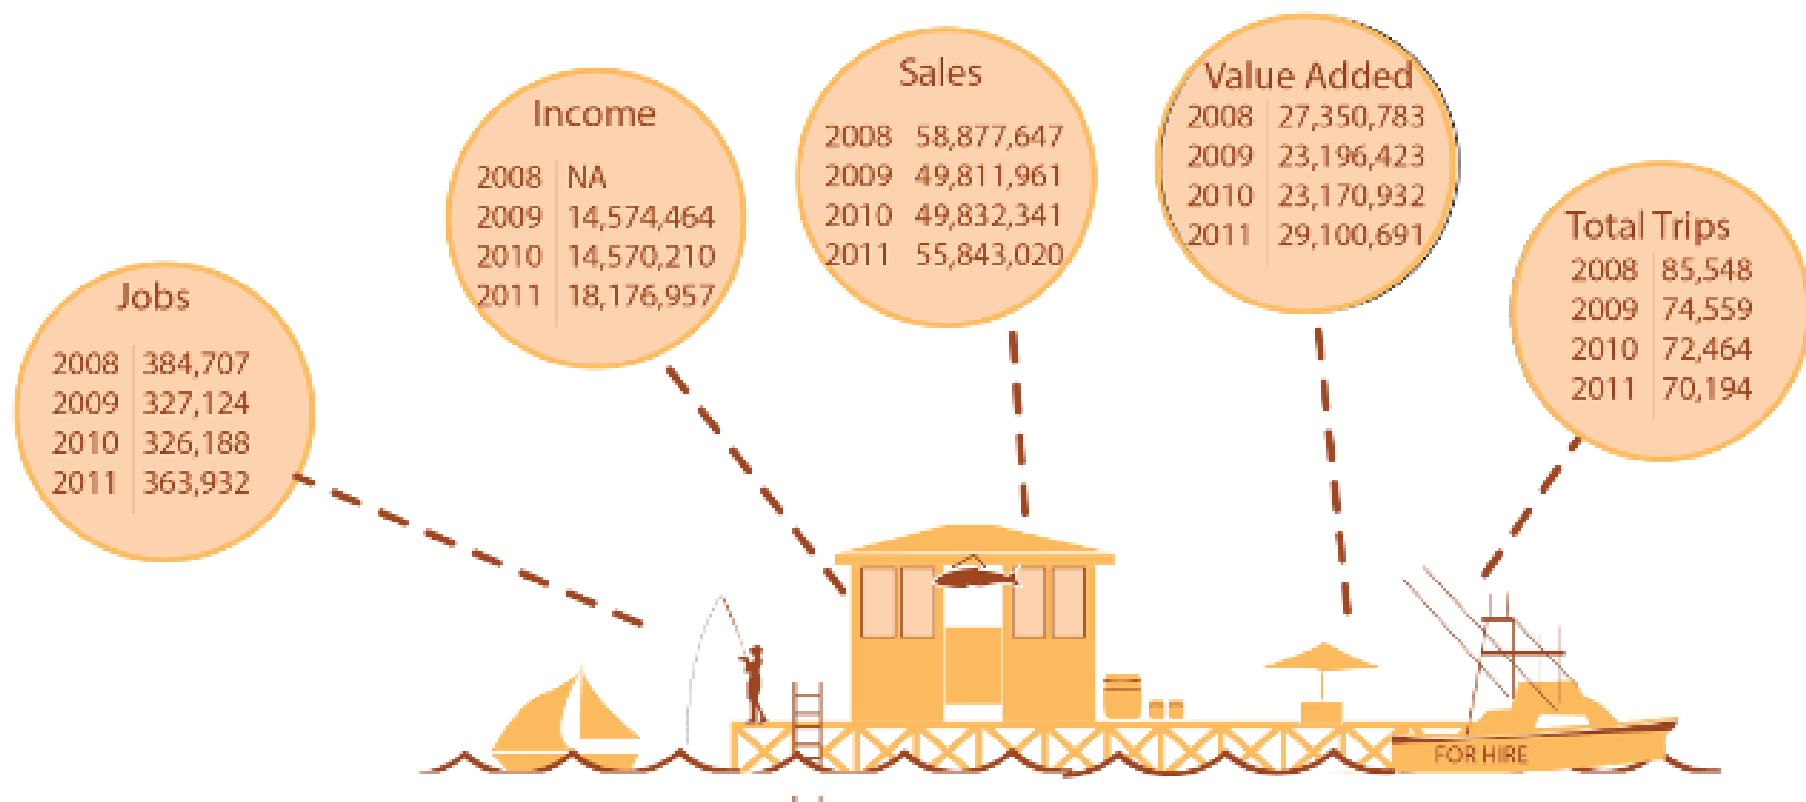 Jobs
2008 384,707
2009 327,124
2010 326,188
2011 363,932
Income
2008 NA
2009 14,574,464
2010 14,570,210
2011 18,176,957
Sales
2008 58,877,647
2009 49,811,961
2010 49,832,341
2011 55,843,020
Value Added
2008 27,350,783
2009 23,196,423
2010 23,170,932
2011 29,100,691
Total Trips
2008 85,548
2009 74,559
2010 72,464
2011 70,194
FOR HIRE